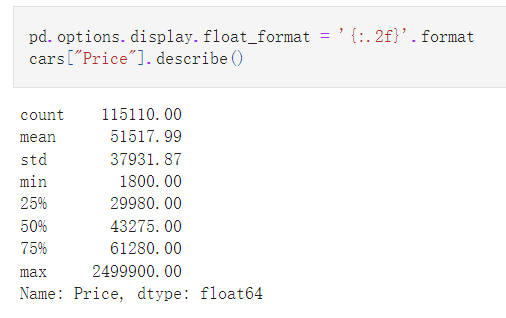 pd.options.display.float_format = '{:.2f}'.format
cars["Price"].describe()
count 115110.00
mean 51517.99
std 37931.87
min 1800.00
25% 29980.00
50% 43275.00
75% 61280.00
max 2499900.00
Name: Price, dtype: float64